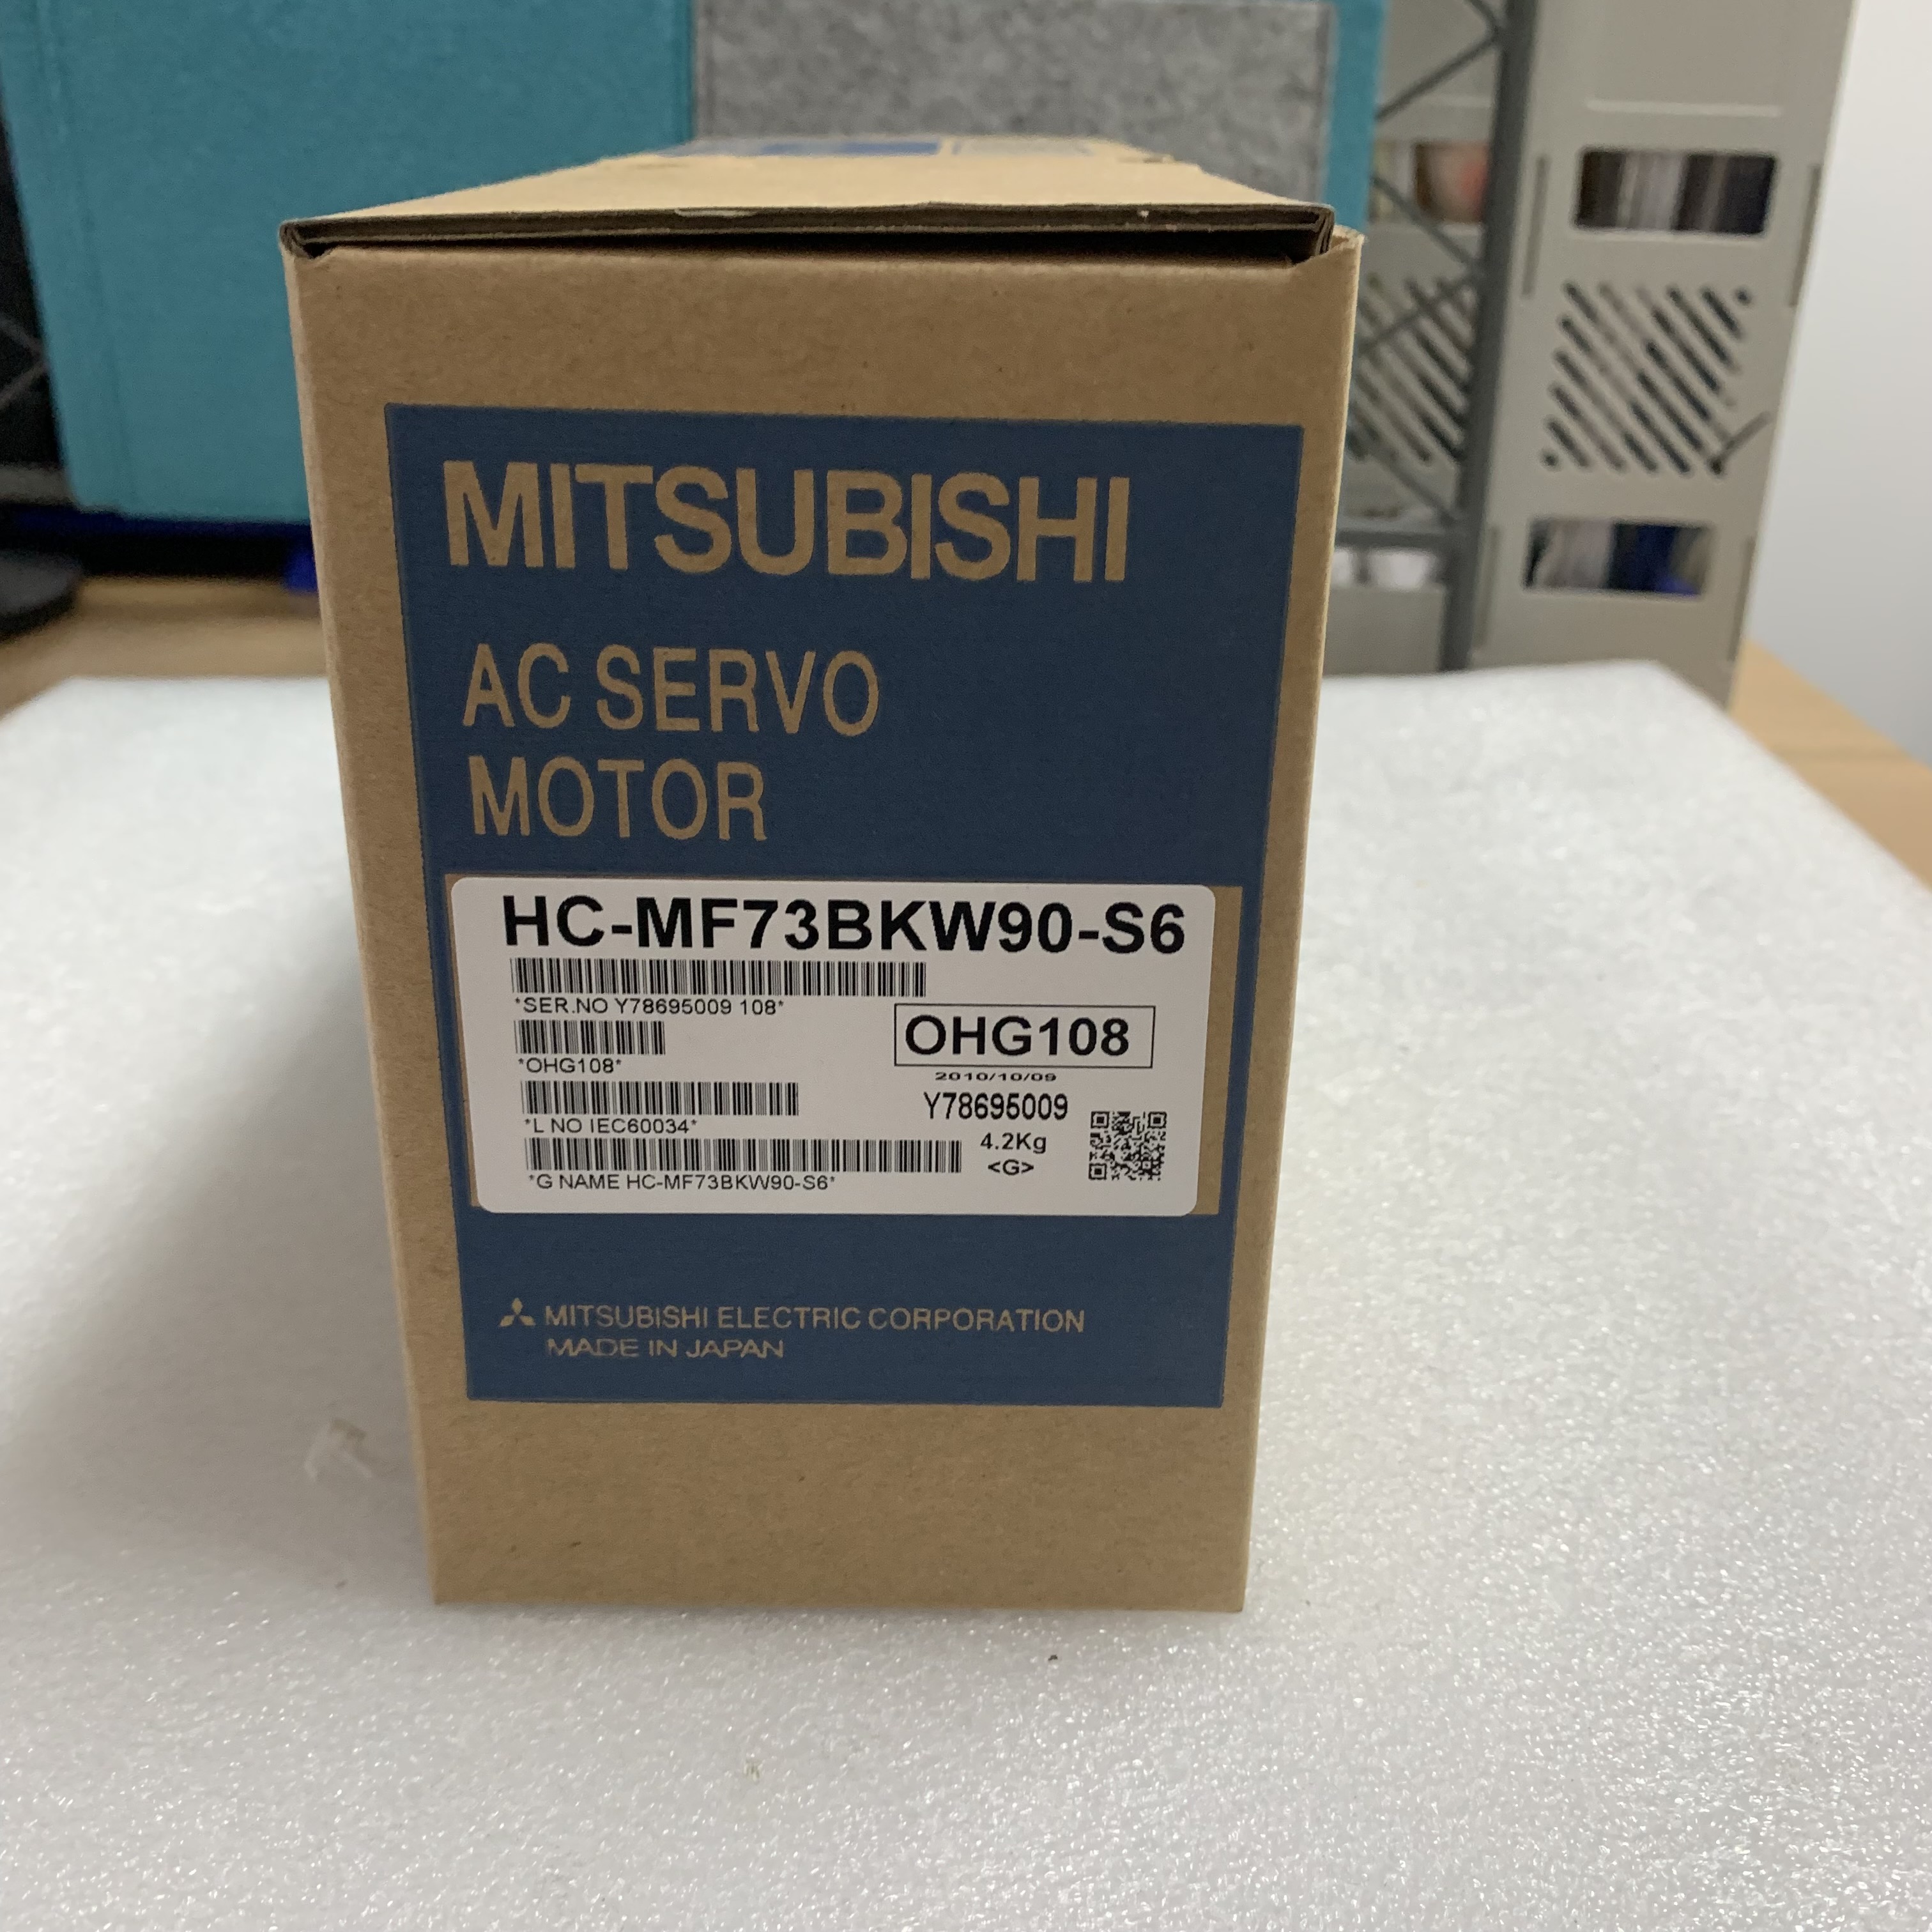 MITSUBISHI
AC SERVO
MOTOR
HC-MF73BKW90-S6
*SER.NO Y78695009 108*
OHG108
*OHG108*
2010/10/09
Y78695009
*L NO IEC60034*
4.2Kg
<G>
*G NAME HC-MF73BKW90-S6*
MITSUBISHI ELECTRIC CORPORATION
MADE IN JAPAN